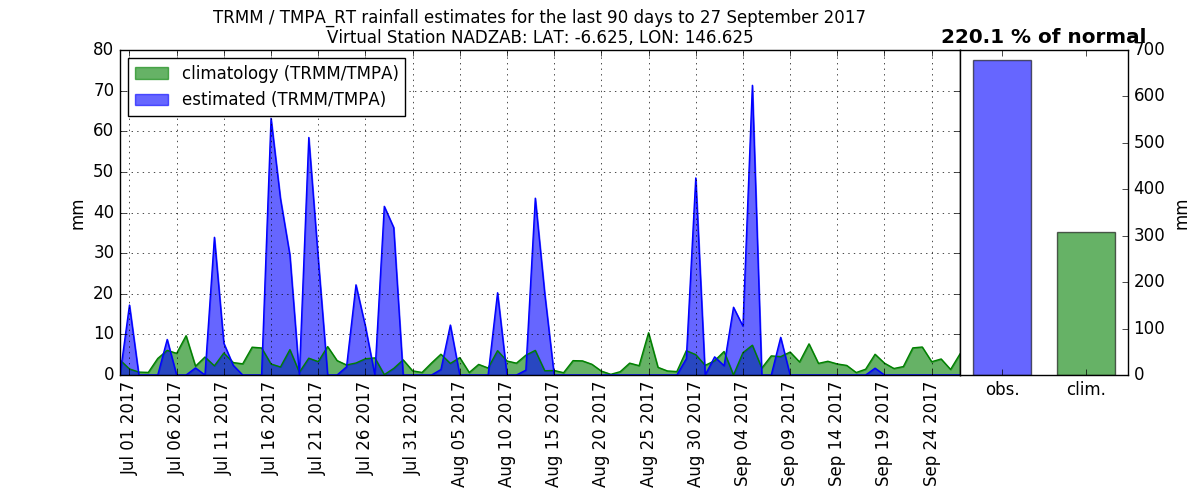 TRMM / TMPA_RT rainfall estimates for the last 90 days to 27 September 2017
Virtual Station NADZAB: LAT: -6.625, LON: 146.625
220.1 % of normal
climatology (TRMM/TMPA)
estimated (TRMM/TMPA)
mm
80
70
60
50
40
30
20
10
0
Jul 01 2017
Jul 06 2017
Jul 11 2017
Jul 16 2017
Jul 21 2017
Jul 26 2017
Jul 31 2017
Aug 05 2017
Aug 10 2017
Aug 15 2017
Aug 20 2017
Aug 25 2017
Aug 30 2017
Sep 04 2017
Sep 09 2017
Sep 14 2017
Sep 19 2017
Sep 24 2017
obs.
clim.
700
600
500
400
300
200
100
0
mm